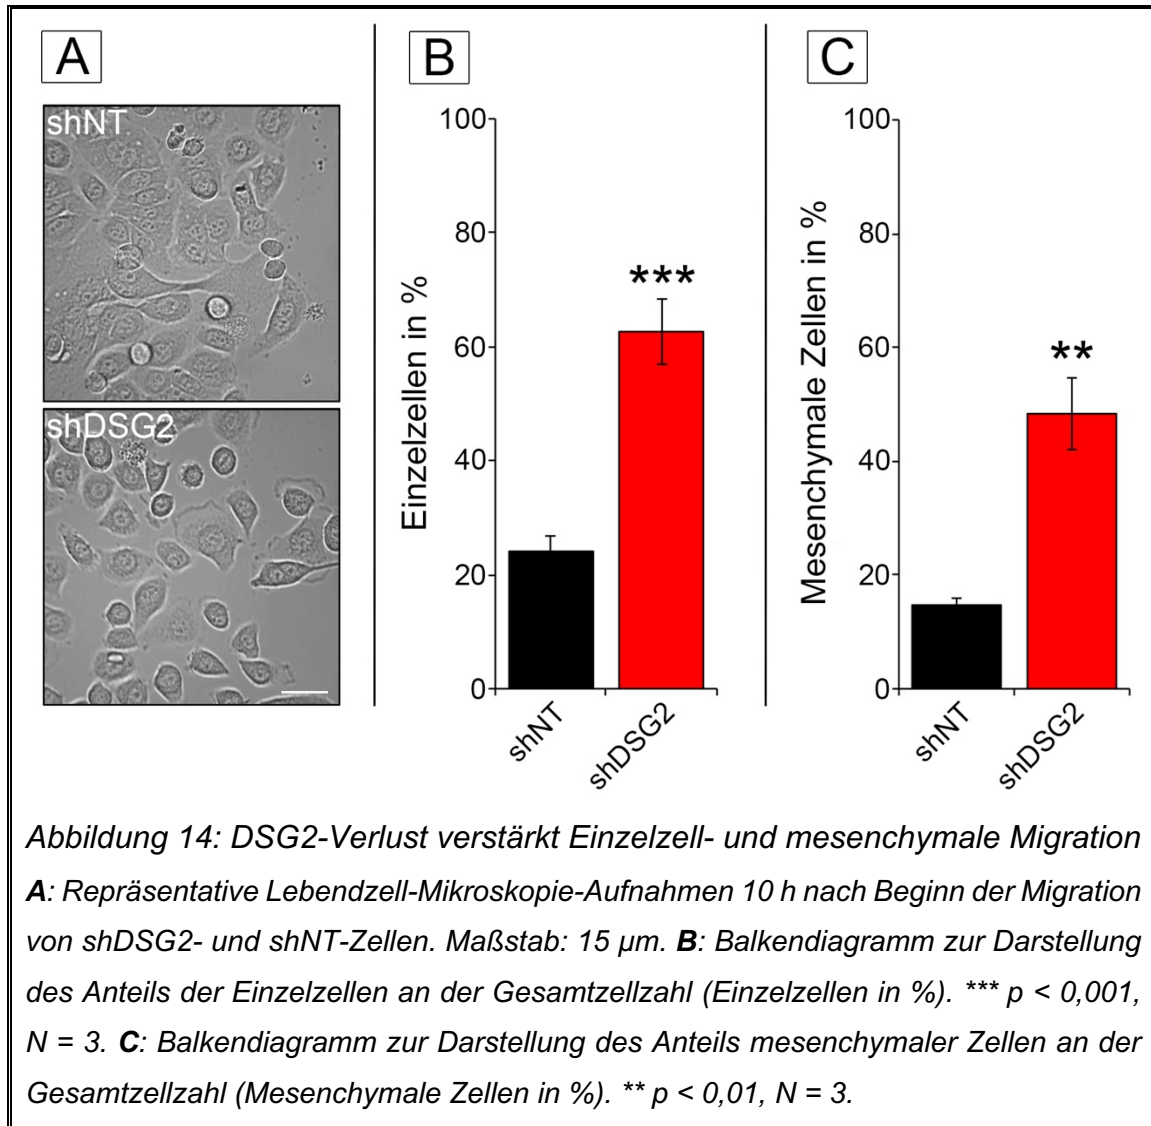 A
shNT
shDSG2
B
Einzelzellen in %
100
80
60
40
20
0
***
shNT
shDSG2
C
Mesenchymale Zellen in %
100
80
60
40
20
0
**
shNT
shDSG2
Abbildung 14: DSG2-Verlust verstärkt Einzelzell- und mesenchymale Migration
A: Repräsentative Lebendzell-Mikroskopie-Aufnahmen 10 h nach Beginn der Migration
von shDSG2- und shNT-Zellen. Maßstab: 15 µm. B: Balkendiagramm zur Darstellung
des Anteils der Einzelzellen an der Gesamtzellzahl (Einzelzellen in %). *** p < 0,001,
N = 3. C: Balkendiagramm zur Darstellung des Anteils mesenchymaler Zellen an der
Gesamtzellzahl (Mesenchymale Zellen in %). ** p < 0,01, N = 3.